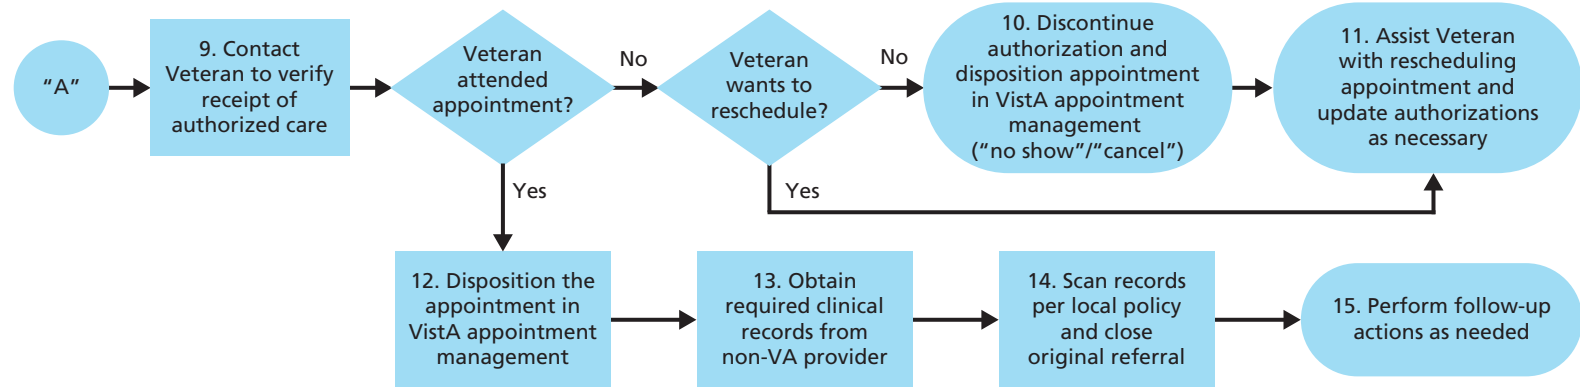 “A”
9. Contact
Veteran to verify
receipt of
authorized care
Veteran
attended
appointment?
No
Veteran
wants to
reschedule?
No
10. Discontinue
authorization and
disposition appointment
in VistA appointment
management
(“no show”/“cancel”)
11. Assist Veteran
with rescheduling
appointment and
update authorizations
as necessary
Yes
Yes
12. Disposition the
appointment in
VistA appointment
management
13. Obtain
required clinical
records from
non-VA provider
14. Scan records
per local policy
and close
original referral
15. Perform follow-up
actions as needed